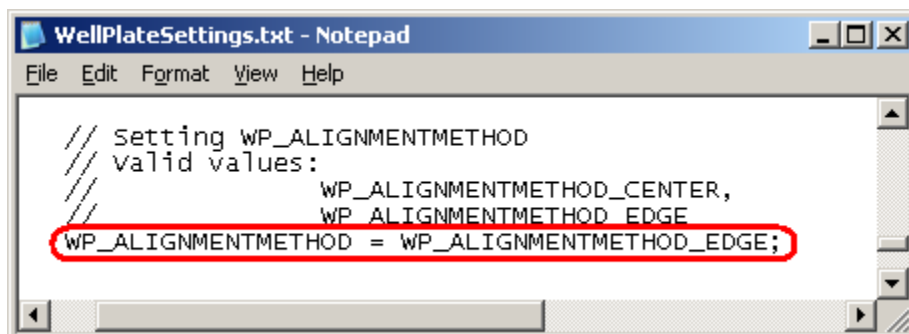 WellPlateSettings.txt - Notepad
File Edit Format View Help
// Setting WP_ALIGNMENTMETHOD
// Valid values:
// WP_ALIGNMENTMETHOD_CENTER,
// WP_ALIGNMENTMETHOD_EDGE
WP_ALIGNMENTMETHOD = WP_ALIGNMENTMETHOD_EDGE;